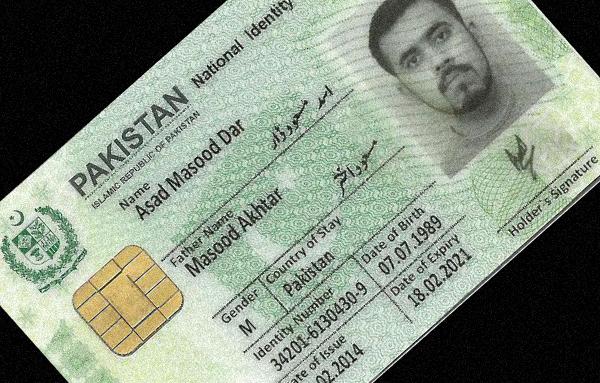 PAKISTAN National Identity
ISLAMIC REPUBLIC OF PAKISTAN
Name
Asad Masood Dar
اسد مسعود ڈار
Father Name
Masood Akhtar
مسعود اختر
Gender Country of Stay
M Pakistan
Identity Number Date of Birth
34201-6130430-9 07.07.1989
Date of Issue Date of Expiry
02.2014 18.02.2021
Holder's Signature